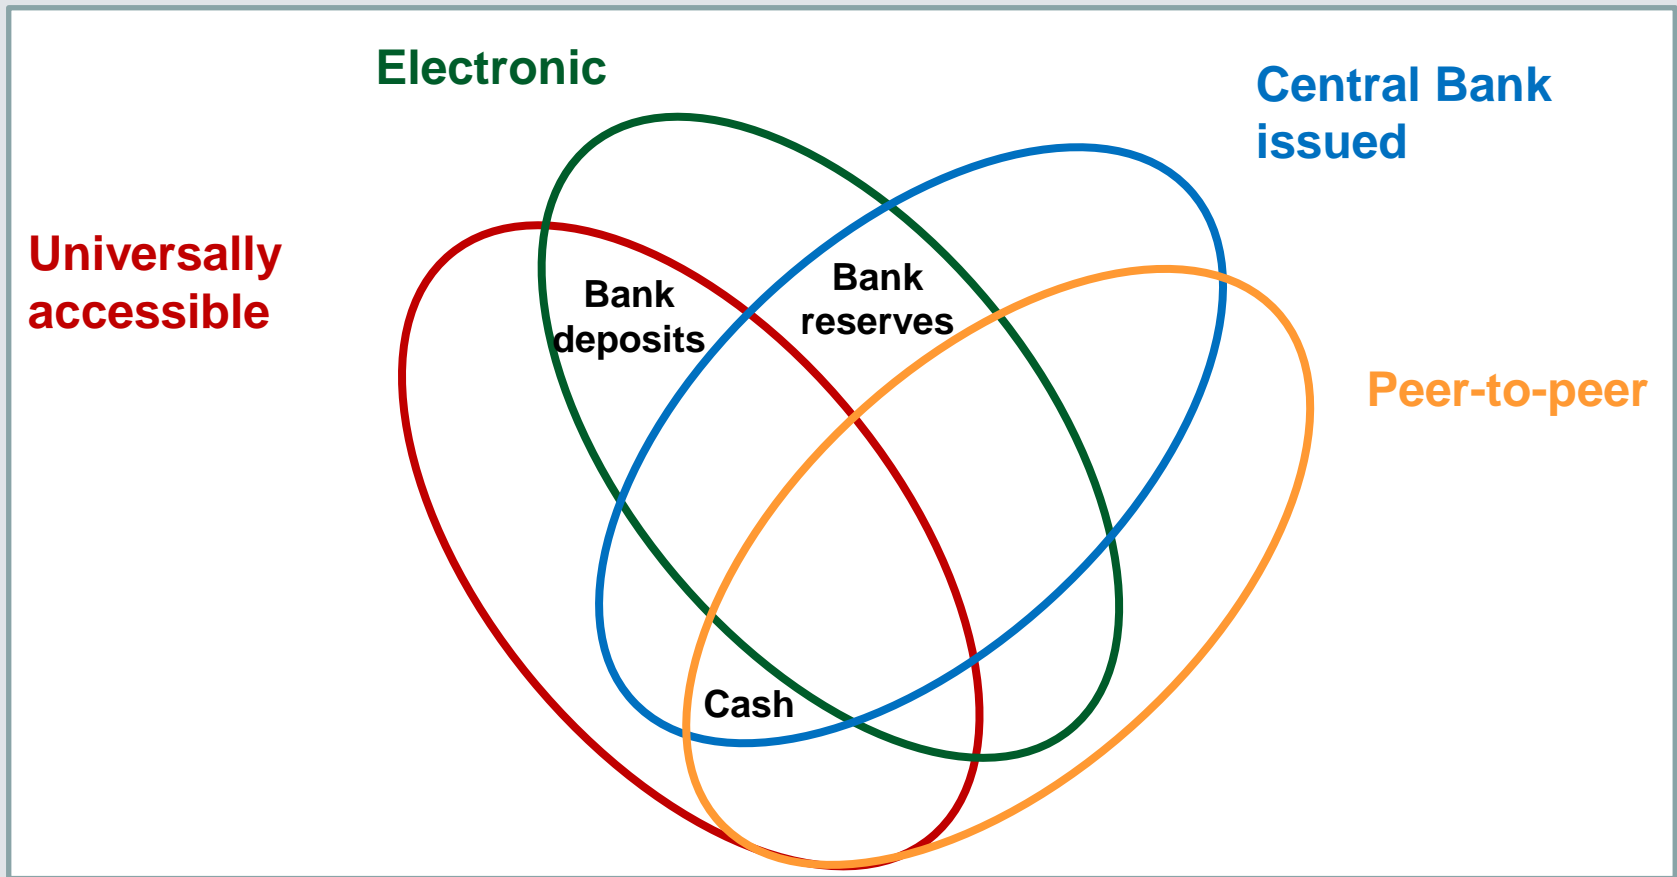 Electronic
Central Bank
issued
Universally
accessible
Bank
deposits
Bank
reserves
Peer-to-peer
Cash